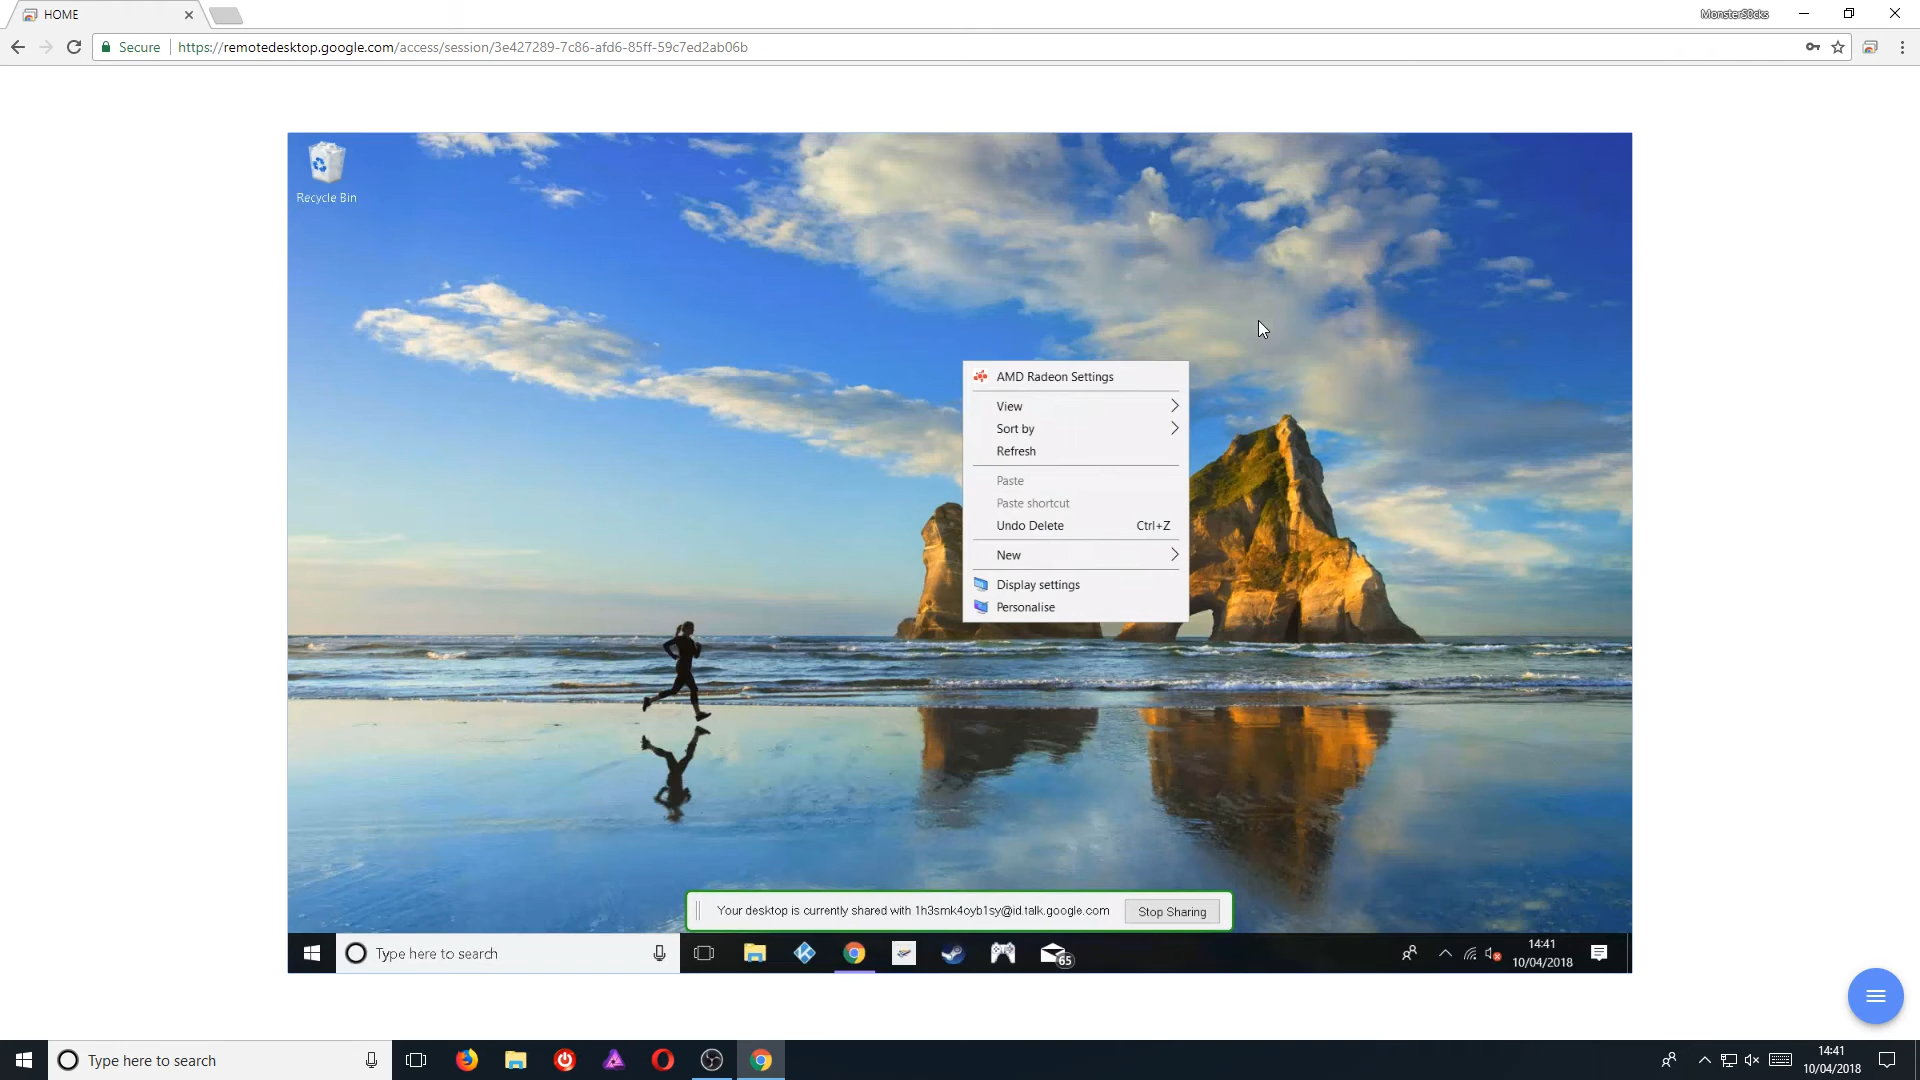 HOME
MonsterS0cks
Secure
https://remotedesktop.google.com/access/session/3e427289-7c86-afd6-85ff-59c7ed2ab06b
Recycle Bin
AMD Radeon Settings
View
Sort by
Refresh
Paste
Paste shortcut
Undo Delete Ctrl+Z
New
Display settings
Personalise
Your desktop is currently shared with 1h3smk4oyb1sy@id.talk.google.com
Stop Sharing
Type here to search
65
14:41
10/04/2018
Type here to search
14:41
10/04/2018